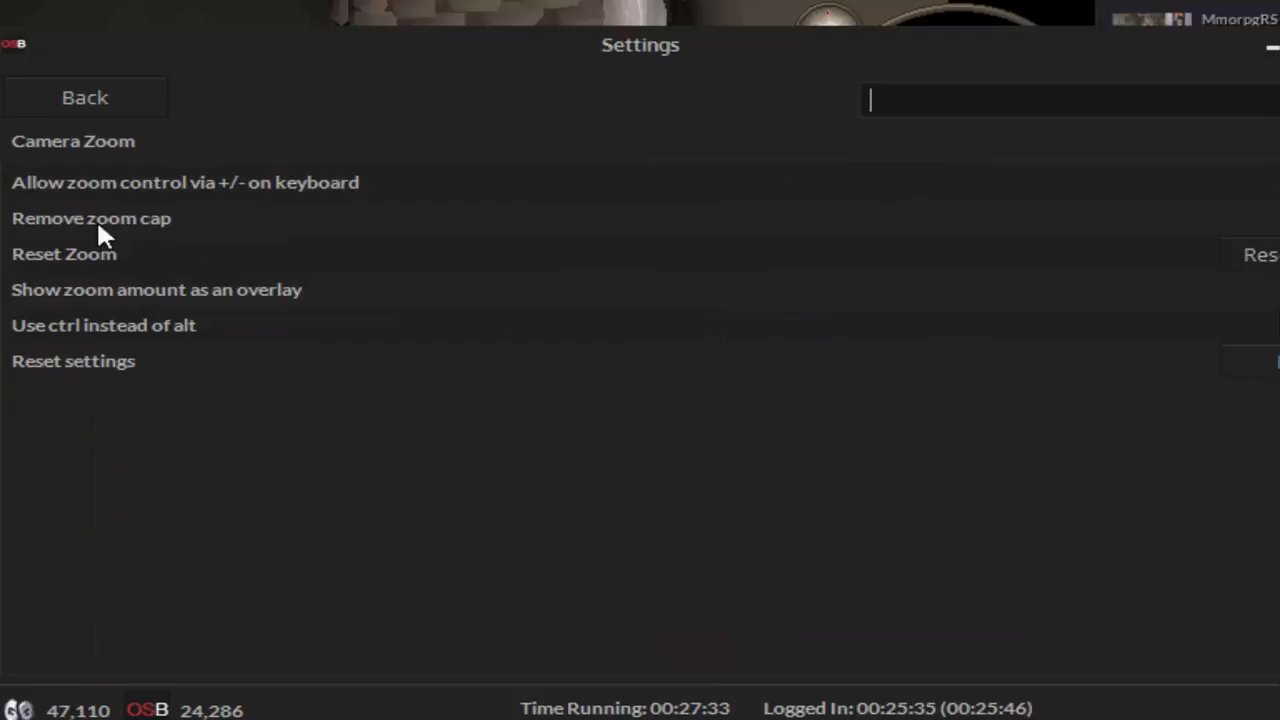 MmorpgRS
OSB
Settings
Back
Camera Zoom
Allow zoom control via +/- on keyboard
Remove zoom cap
Reset Zoom
Res
Show zoom amount as an overlay
Use ctrl instead of alt
Reset settings
47,110 OSB 24,286 Time Running: 00:27:33 Logged In: 00:25:35 (00:25:46)